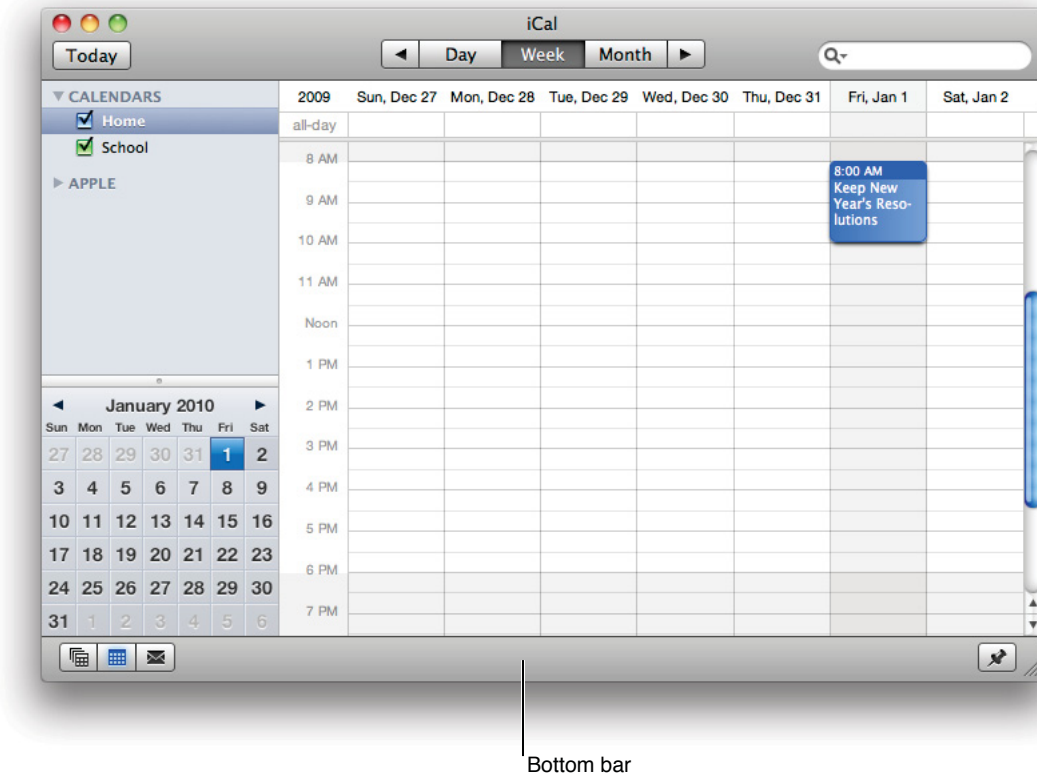 iCal
Today
Day Week Month
CALENDARS
Home
School
APPLE
2009 Sun, Dec 27 Mon, Dec 28 Tue, Dec 29 Wed, Dec 30 Thu, Dec 31 Fri, Jan 1 Sat, Jan 2
all-day
8 AM
9 AM
10 AM
11 AM
Noon
1 PM
2 PM
3 PM
4 PM
5 PM
6 PM
7 PM
8:00 AM
Keep New
Year's Reso-
lutions
January 2010
Sun Mon Tue Wed Thu Fri Sat
27 28 29 30 31 1 2
3 4 5 6 7 8 9
10 11 12 13 14 15 16
17 18 19 20 21 22 23
24 25 26 27 28 29 30
31 1 2 3 4 5 6
Bottom bar